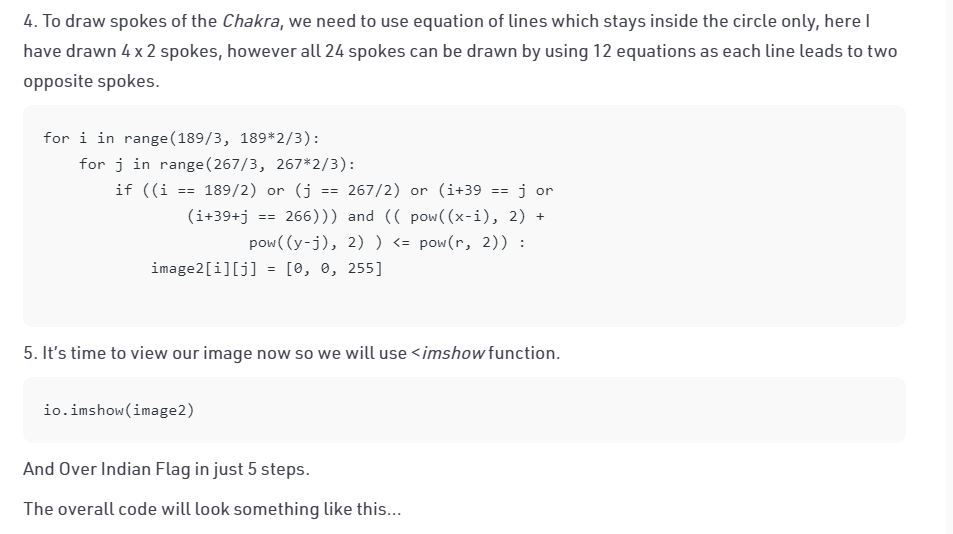 4. To draw spokes of the Chakra, we need to use equation of lines which stays inside the circle only, here I
have drawn 4 x 2 spokes, however all 24 spokes can be drawn by using 12 equations as each line leads to two
opposite spokes.
for i in range(189/3, 189*2/3):
    for j in range(267/3, 267*2/3):
        if ((i == 189/2) or (j == 267/2) or (i+39 == j or
                (i+39+j == 266))) and (( pow((x-i), 2) +
                       pow((y-j), 2) ) <= pow(r, 2)) :
            image2[i][j] = [0, 0, 255]
5. It's time to view our image now so we will use <imshow function.
io.imshow(image2)
And Over Indian Flag in just 5 steps.
The overall code will look something like this...